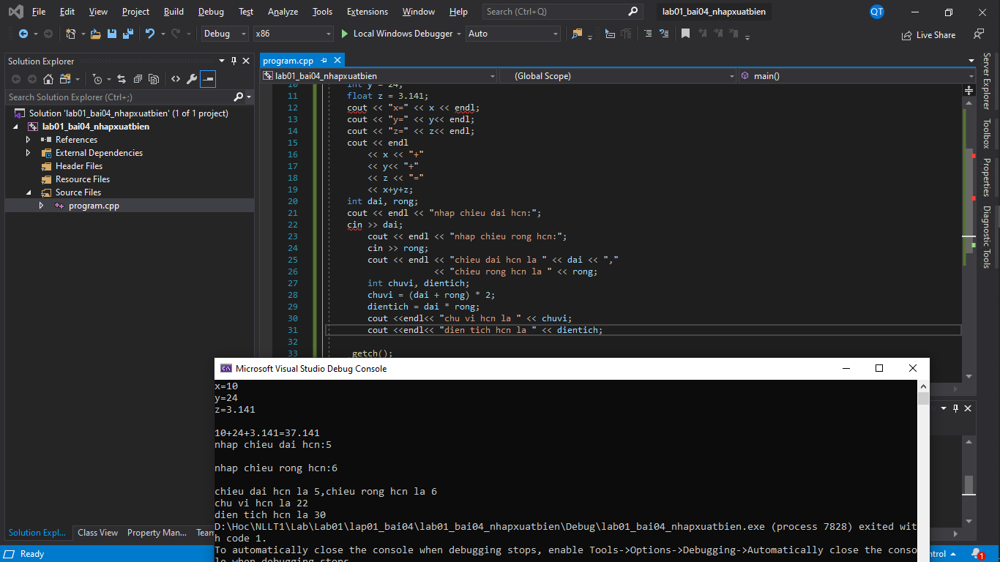 File Edit View Project Build Debug Test Analyze Tools Extensions Window Help Search (Ctrl+Q) lab01_bai04_nhapxuatbien QT
Debug x86 Local Windows Debugger Auto Live Share
Solution Explorer
Search Solution Explorer (Ctrl+;)
Solution 'lab01_bai04_nhapxuatbien' (1 of 1 project)
lab01_bai04_nhapxuatbien
References
External Dependencies
Header Files
Resource Files
Source Files
program.cpp
Solution Expl... Class View Property Man... Team
program.cpp
lab01_bai04_nhapxuatbien (Global Scope) main()
10 int y = 24;
11 float z = 3.141;
12 cout << "x=" << x << endl;
13 cout << "y=" << y<< endl;
14 cout << "z=" << z<< endl;
15 cout << endl
16 << x << "+"
17 << y<< "+"
18 << z << "="
19 << x+y+z;
20 int dai, rong;
21 cout << endl << "nhap chieu dai hcn:";
22 cin >> dai;
23 cout << endl << "nhap chieu rong hcn:";
24 cin >> rong;
25 cout << endl << "chieu dai hcn la " << dai << ","
26 << "chieu rong hcn la " << rong;
27 int chuvi, dientich;
28 chuvi = (dai + rong) * 2;
29 dientich = dai * rong;
30 cout <<endl<< "chu vi hcn la " << chuvi;
31 cout <<endl<< "dien tich hcn la " << dientich;
32
33 _getch();
Server Explorer
Toolbox
Properties
Diagnostic Tools
Microsoft Visual Studio Debug Console
x=10
y=24
z=3.141
10+24+3.141=37.141
nhap chieu dai hcn:5
nhap chieu rong hcn:6
chieu dai hcn la 5,chieu rong hcn la 6
chu vi hcn la 22
dien tich hcn la 30
D:\Hoc\NLLT1\Lab\Lab01\lap01_bai04\lab01_bai04_nhapxuatbien\Debug\lab01_bai04_nhapxuatbien.exe (process 7828) exited wit
h code 1.
To automatically close the console when debugging stops, enable Tools->Options->Debugging->Automatically close the conso
le when debugging stops.
Ready
ntrol 1